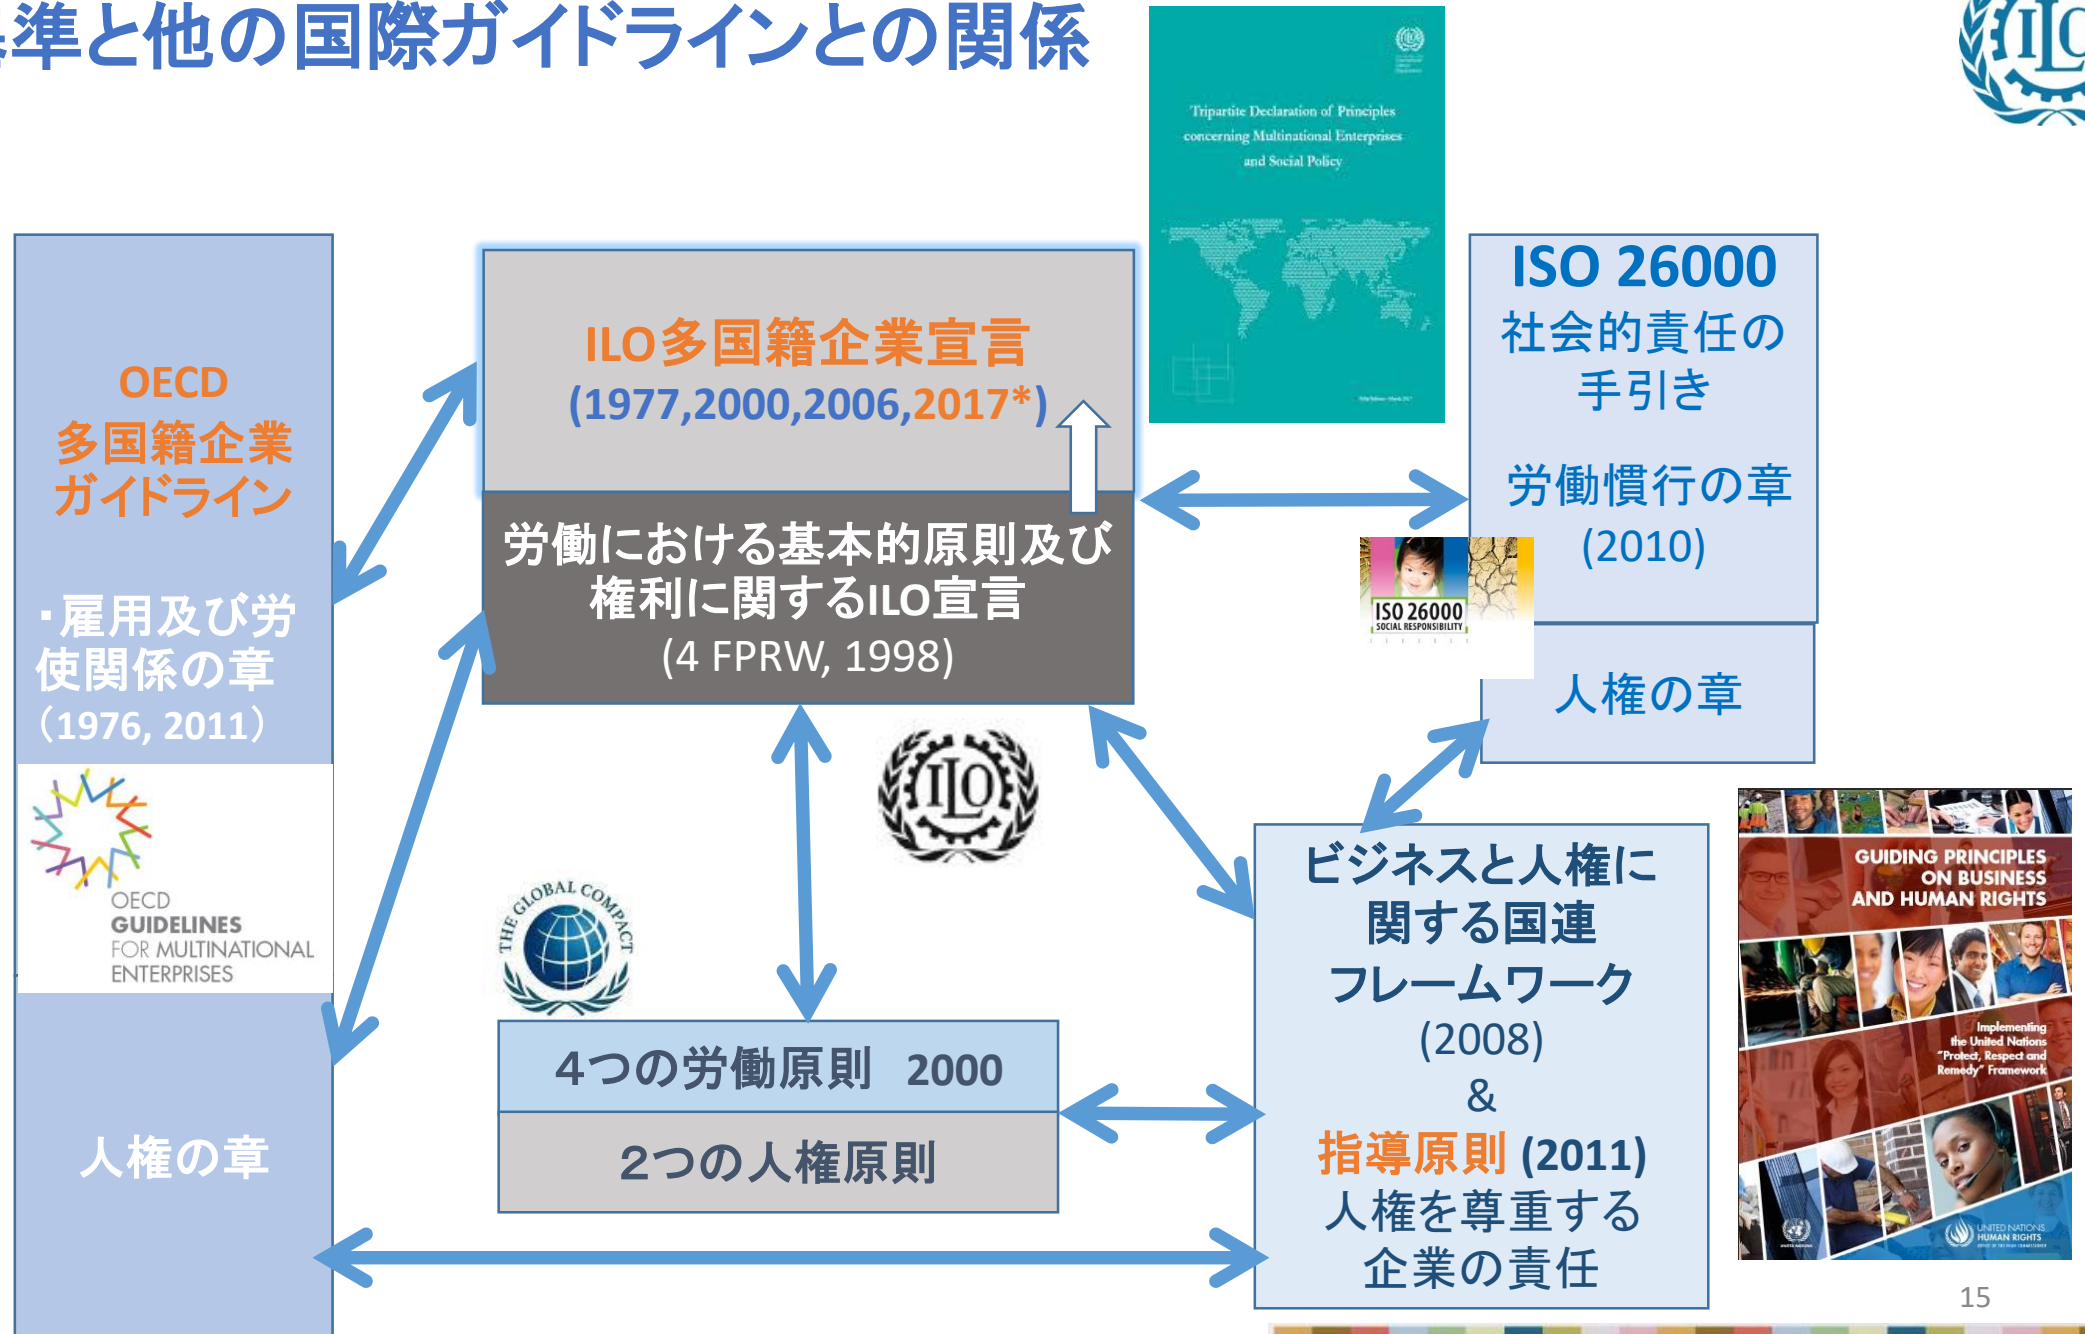 準と他の国際ガイドラインとの関係
ILO
Tripartite Declaration of Principles
concerning Multinational Enterprises
and Social Policy
OECD
多国籍企業
ガイドライン
・雇用及び労
使関係の章
（1976, 2011）
OECD
GUIDELINES
FOR MULTINATIONAL
ENTERPRISES
人権の章
ILO多国籍企業宣言
(1977,2000,2006,2017*)
労働における基本的原則及び
権利に関するILO宣言
(4 FPRW, 1998)
ILO
THE GLOBAL COMPACT
4つの労働原則 2000
2つの人権原則
ISO 26000
社会的責任の
手引き
労働慣行の章
(2010)
ISO 26000
SOCIAL RESPONSIBILITY
人権の章
ビジネスと人権に
関する国連
フレームワーク
(2008)
&
指導原則 (2011)
人権を尊重する
企業の責任
GUIDING PRINCIPLES
ON BUSINESS
AND HUMAN RIGHTS
Implementing
the United Nations
"Protect, Respect and
Remedy" Framework
UNITED NATIONS
HUMAN RIGHTS
15